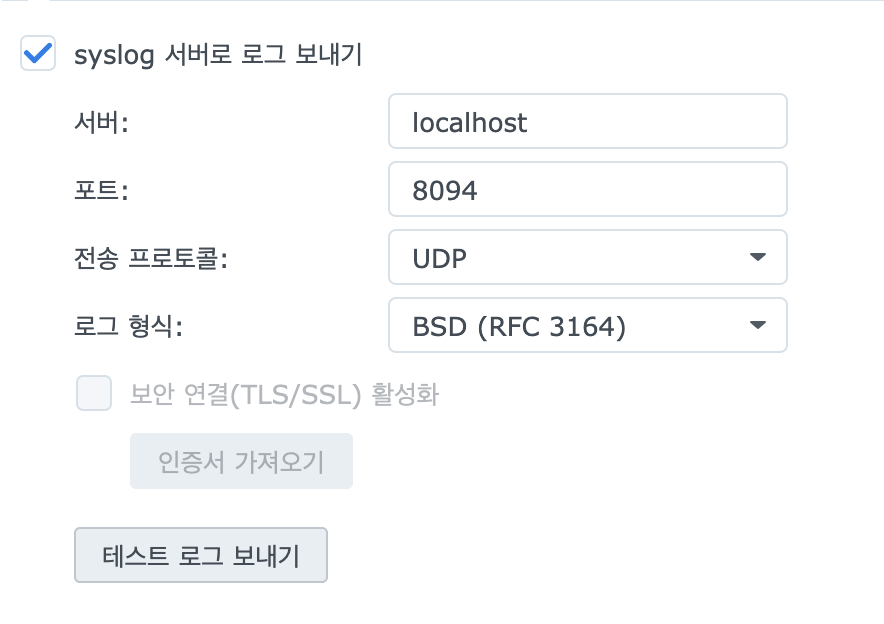 syslog 서버로 로그 보내기
서버: localhost
포트: 8094
전송 프로토콜: UDP
로그 형식: BSD (RFC 3164)
보안 연결(TLS/SSL) 활성화
인증서 가져오기
테스트 로그 보내기